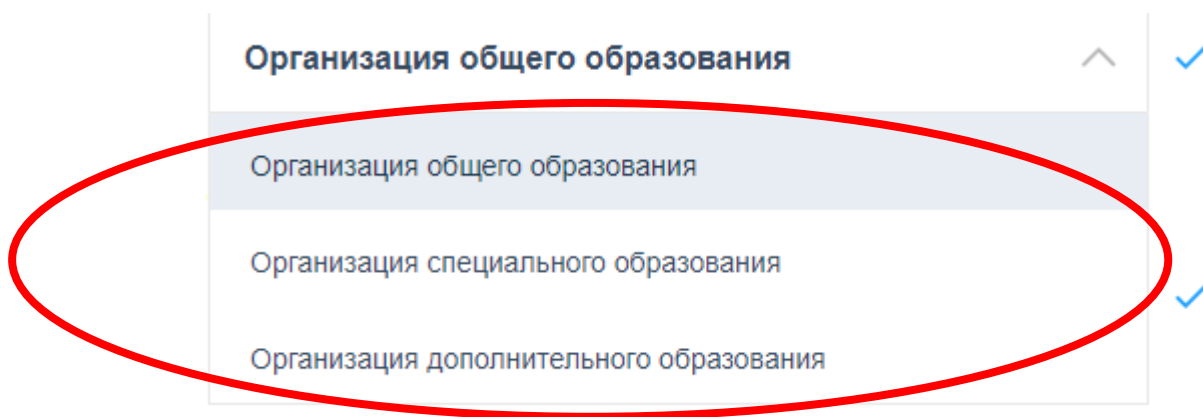 Организация общего образования
Организация общего образования
Организация специального образования
Организация дополнительного образования